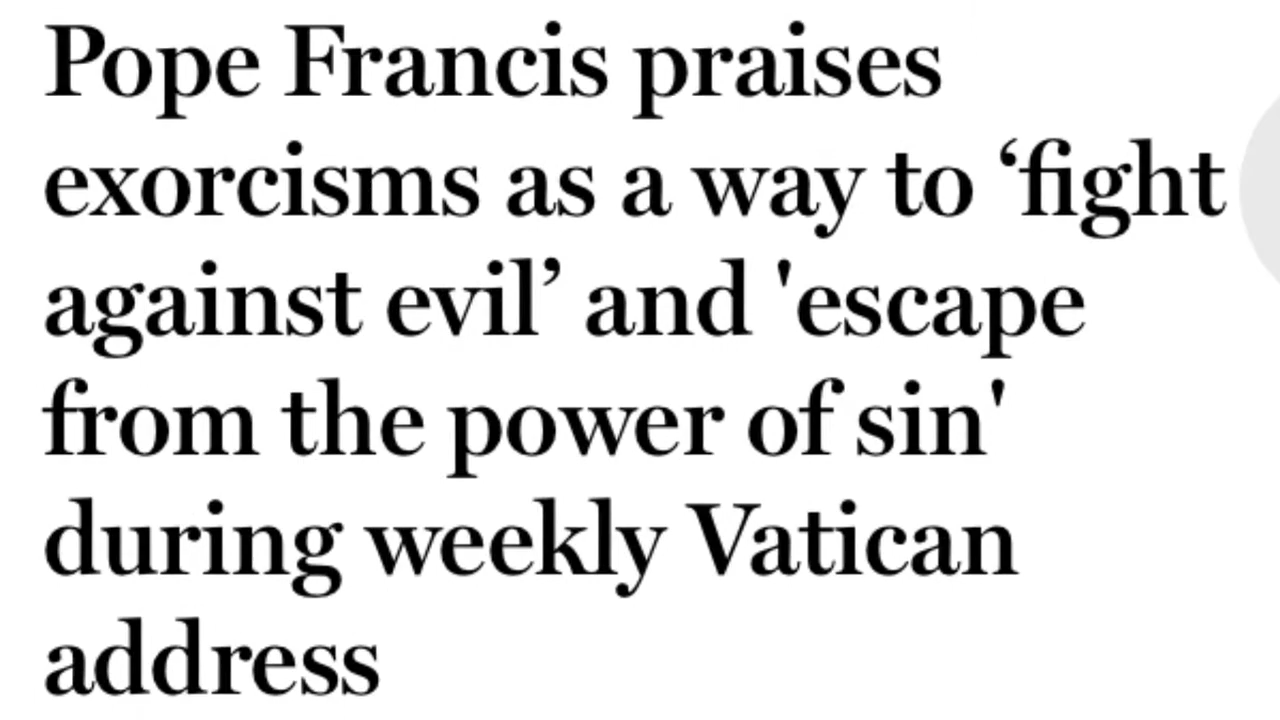 Pope Francis praises
exorcisms as a way to ‘fight
against evil’ and 'escape
from the power of sin'
during weekly Vatican
address